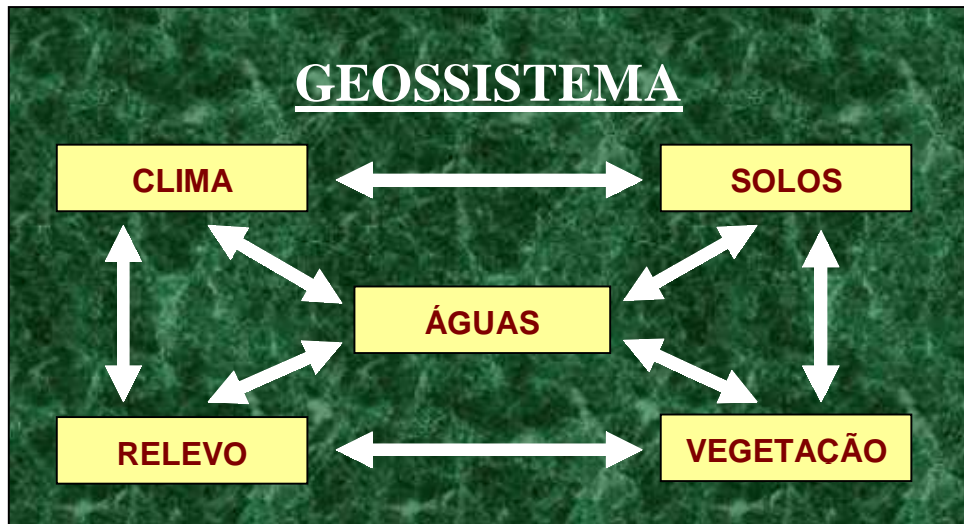 GEOSSISTEMA
CLIMA
SOLOS
ÁGUAS
RELEVO
VEGETAÇÃO